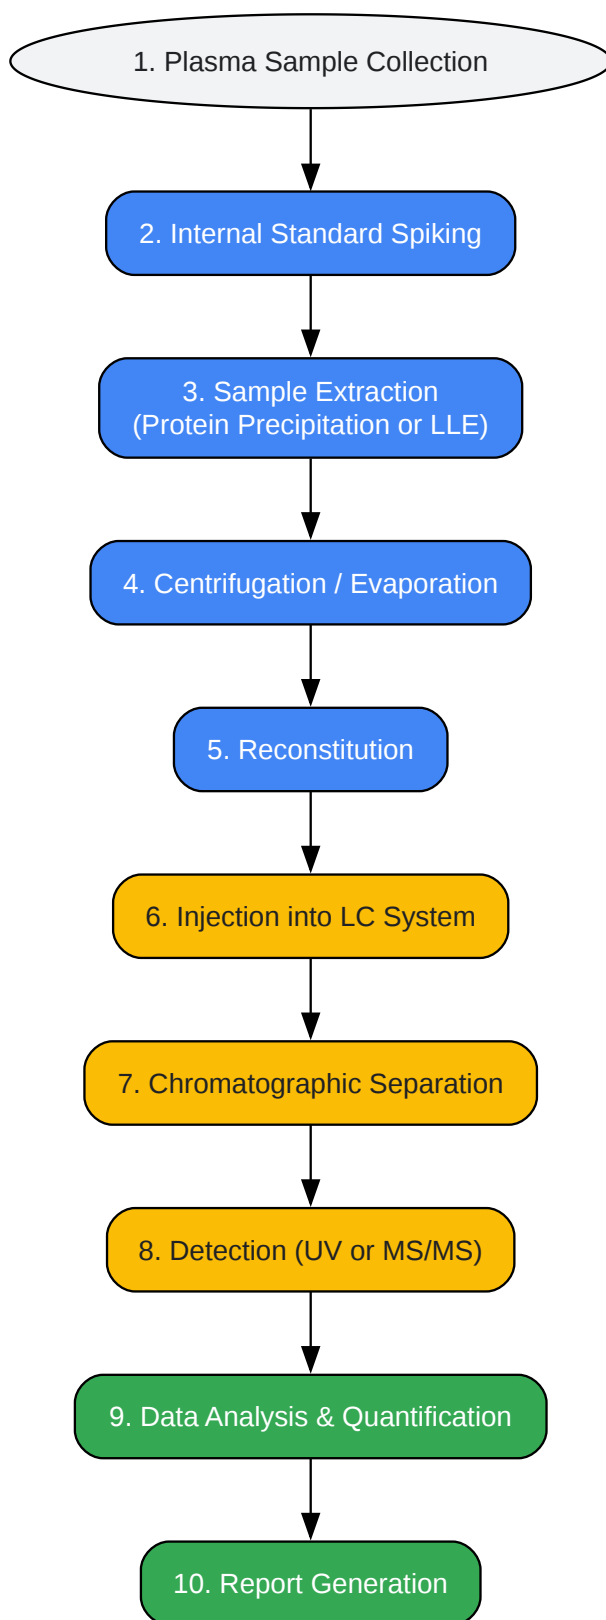 1. Plasma Sample Collection
2. Internal Standard Spiking
3. Sample Extraction
(Protein Precipitation or LLE)
4. Centrifugation / Evaporation
5. Reconstitution
6. Injection into LC System
7. Chromatographic Separation
8. Detection (UV or MS/MS)
9. Data Analysis & Quantification
10. Report Generation